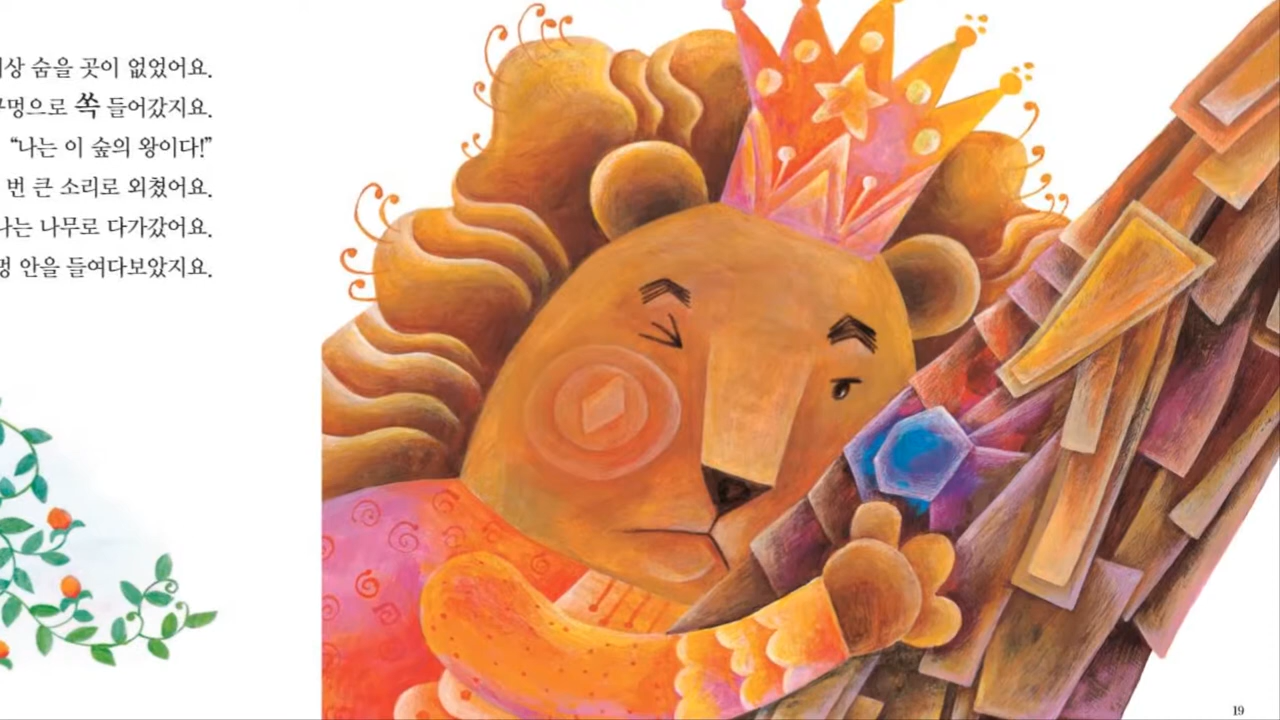 상 숨을 곳이 없었어요.
구멍으로 쏙 들어갔지요.
“나는 이 숲의 왕이다!”
번 큰 소리로 외쳤어요.
나는 나무로 다가갔어요.
멍 안을 들여다보았지요.
19